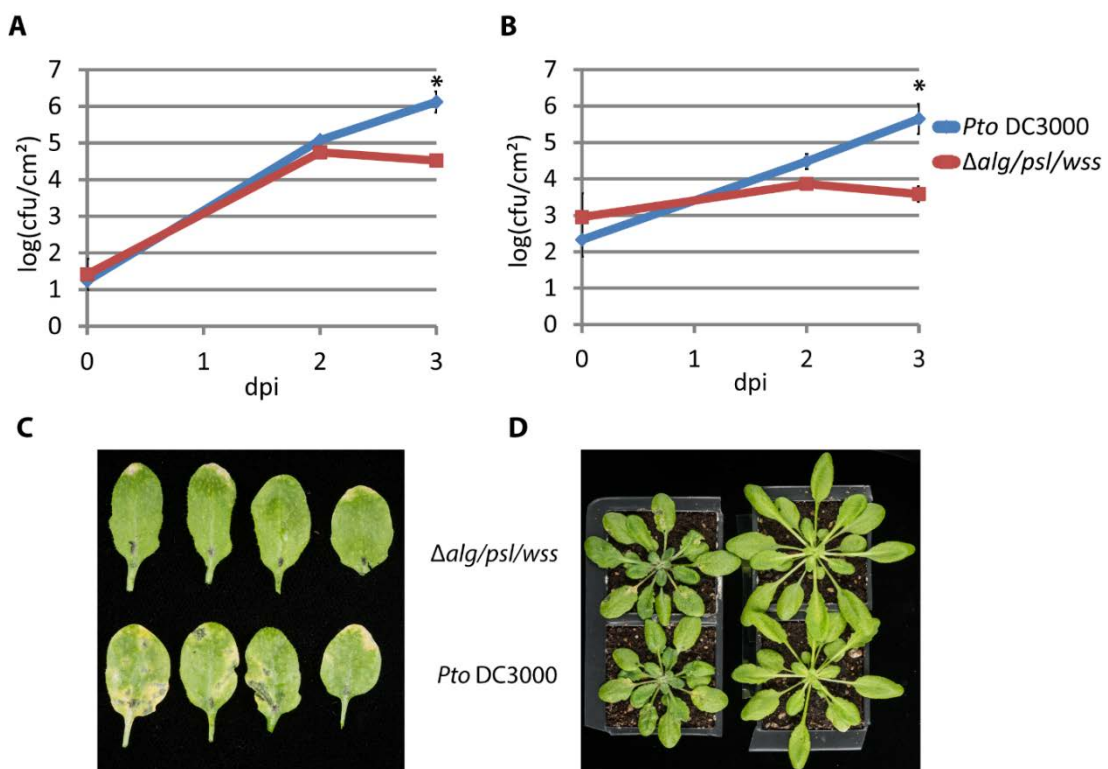 A
7
6
5
4
3
2
1
0
log(cfu/cm²)
0 1 2 3
dpi
*
B
7
6
5
4
3
2
1
0
log(cfu/cm²)
0 1 2 3
dpi
*
Pto DC3000
Δalg/psl/wss
C
D
Δalg/psl/wss
Pto DC3000